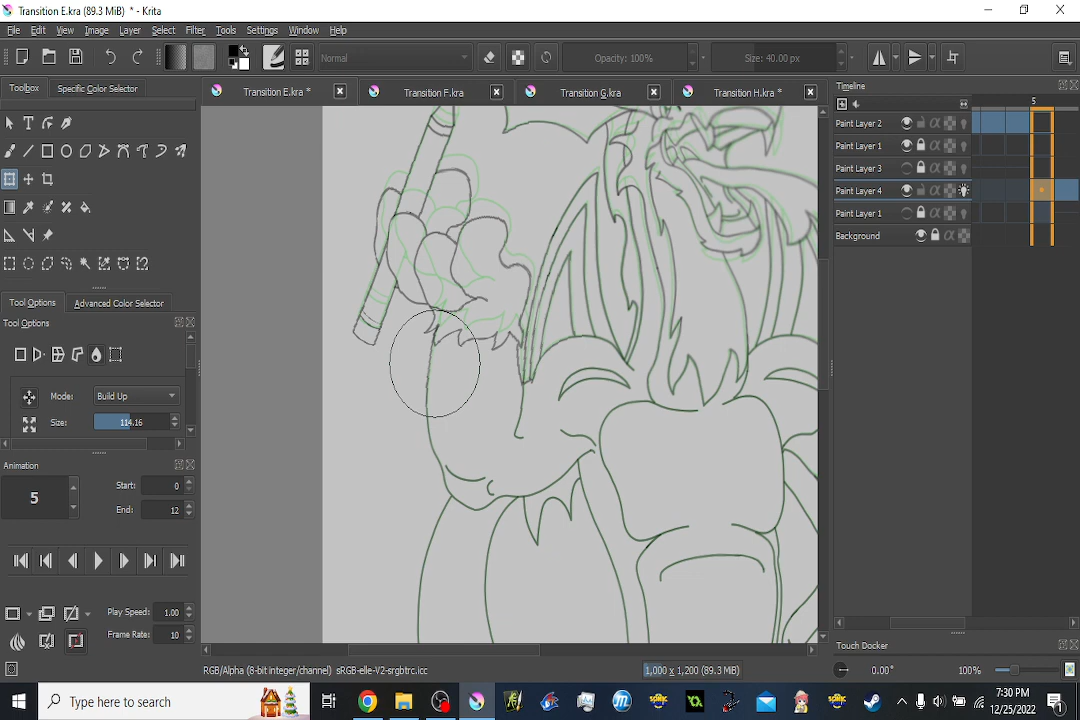 Transition E.kra (89.3 MiB) * - Krita
File Edit View Image Layer Select Filter Tools Settings Window Help
Normal
Opacity: 100%
Size: 40.00 px
Toolbox Specific Color Selector
Transition E.kra *
Transition F.kra
Transition G.kra
Transition H.kra *
Timeline
5
Paint Layer 2
Paint Layer 1
Paint Layer 3
Paint Layer 4
Paint Layer 1
Background
Tool Options Advanced Color Selector
Tool Options
Mode: Build Up
Size: 114.16
Animation
5
Start: 0
End: 12
Play Speed: 1.00
Frame Rate: 10
Touch Docker
0.00°
100%
RGB/Alpha (8-bit integer/channel) sRGB-elle-V2-srgbtrc.icc
1,000 x 1,200 (89.3 MiB)
Type here to search
7:30 PM
12/25/2022
1